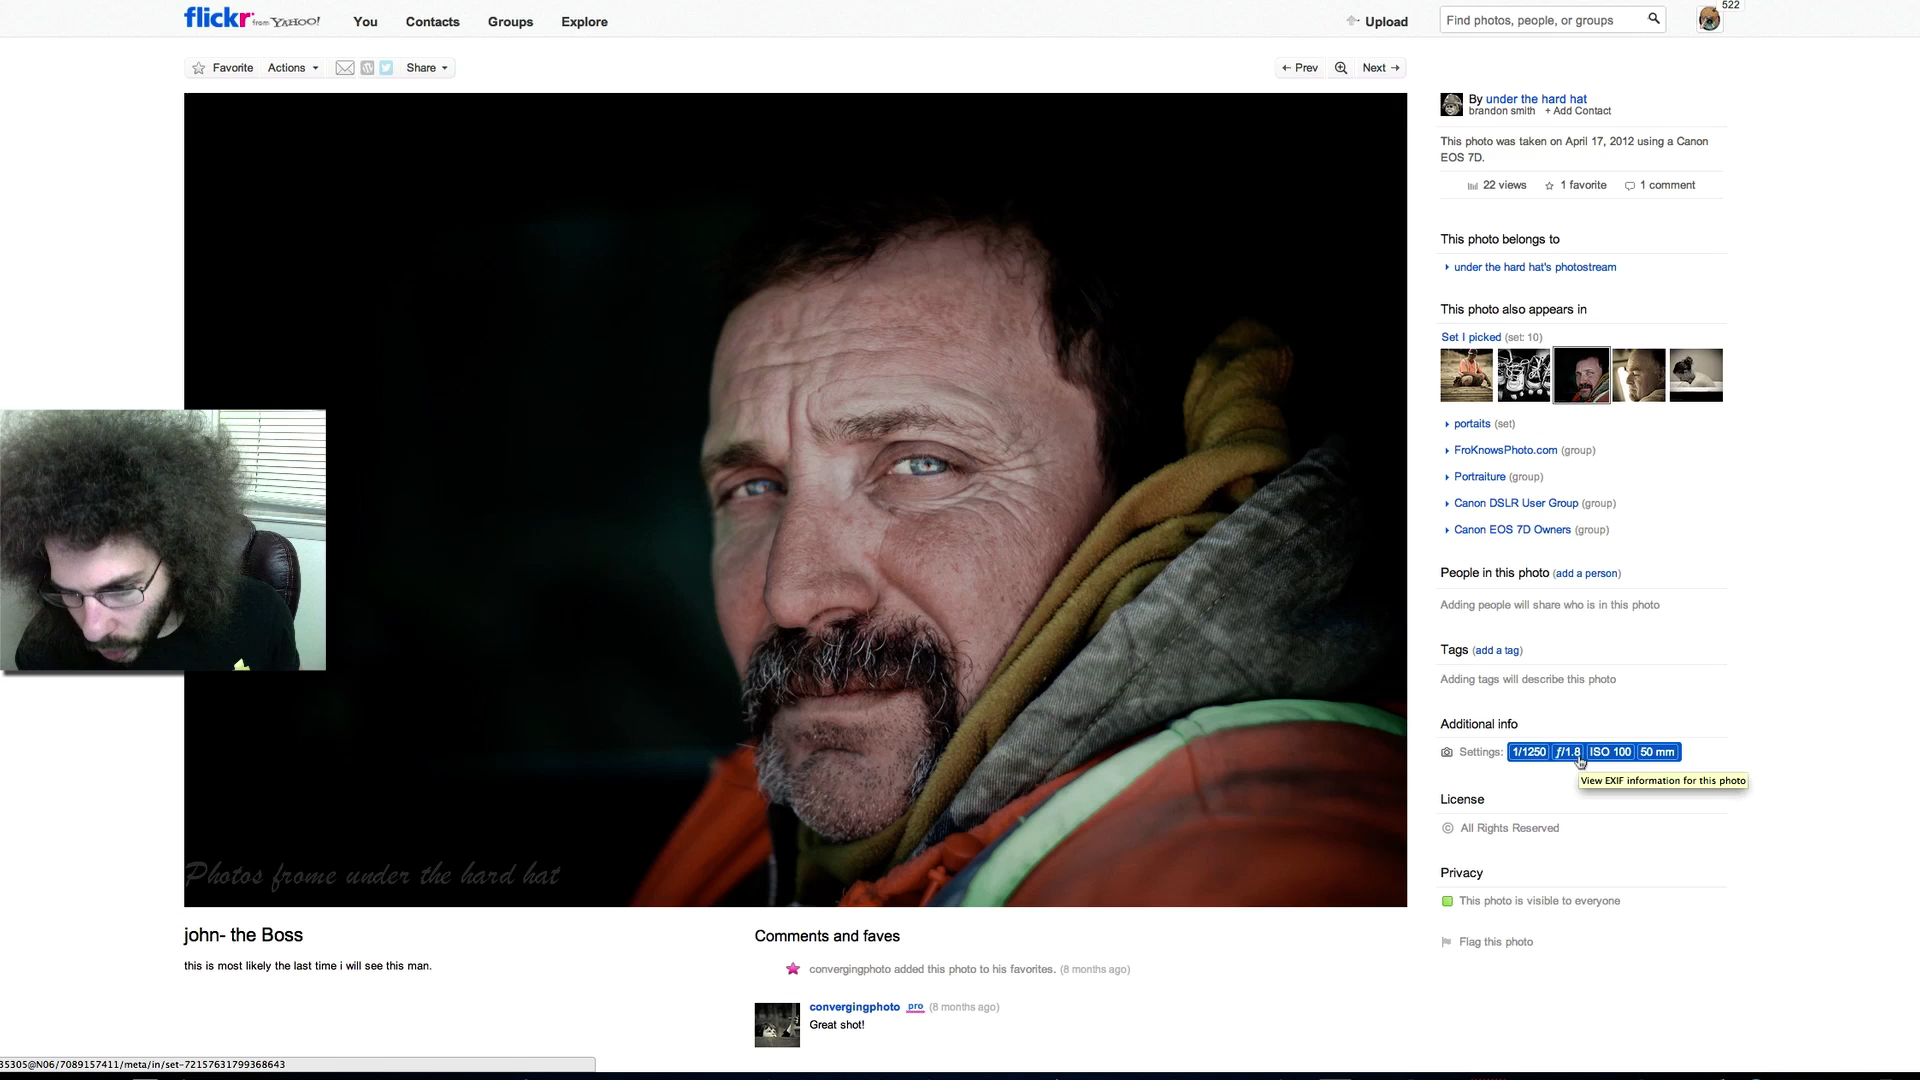 flickr from YAHOO!
You
Contacts
Groups
Explore
Upload
Find photos, people, or groups
522
Favorite
Actions
Share
← Prev
Next →
By under the hard hat
brandon smith + Add Contact
This photo was taken on April 17, 2012 using a Canon
EOS 7D.
22 views
1 favorite
1 comment
This photo belongs to
under the hard hat's photostream
This photo also appears in
Set I picked (set: 10)
portaits (set)
FroKnowsPhoto.com (group)
Portraiture (group)
Canon DSLR User Group (group)
Canon EOS 7D Owners (group)
People in this photo (add a person)
Adding people will share who is in this photo
Tags (add a tag)
Adding tags will describe this photo
Additional info
Settings: 1/1250 ƒ/1.8 ISO 100 50 mm
View EXIF information for this photo
License
© All Rights Reserved
Privacy
This photo is visible to everyone
Flag this photo
Photos frome under the hard hat
john- the Boss
this is most likely the last time i will see this man.
Comments and faves
convergingphoto added this photo to his favorites. (8 months ago)
convergingphoto pro (8 months ago)
Great shot!
35305@N06/7089157411/meta/in/set-72157631799368643